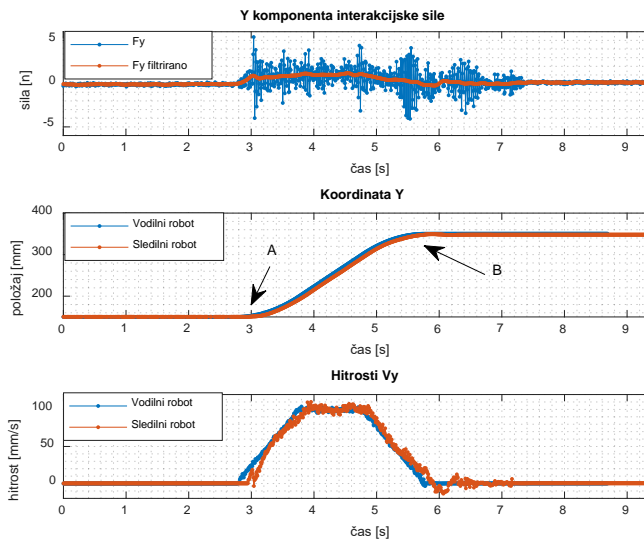 Y komponenta interakcijske sile
5
0
-5
sila [n]
Fy
Fy filtrirano
0 1 2 3 4 5 6 7 8 9
čas [s]
Koordinata Y
400
300
200
položaj [mm]
Vodilni robot
Sledilni robot
A
B
0 1 2 3 4 5 6 7 8 9
čas [s]
Hitrosti Vy
100
50
0
hitrost [mm/s]
Vodilni robot
Sledilni robot
0 1 2 3 4 5 6 7 8 9
čas [s]